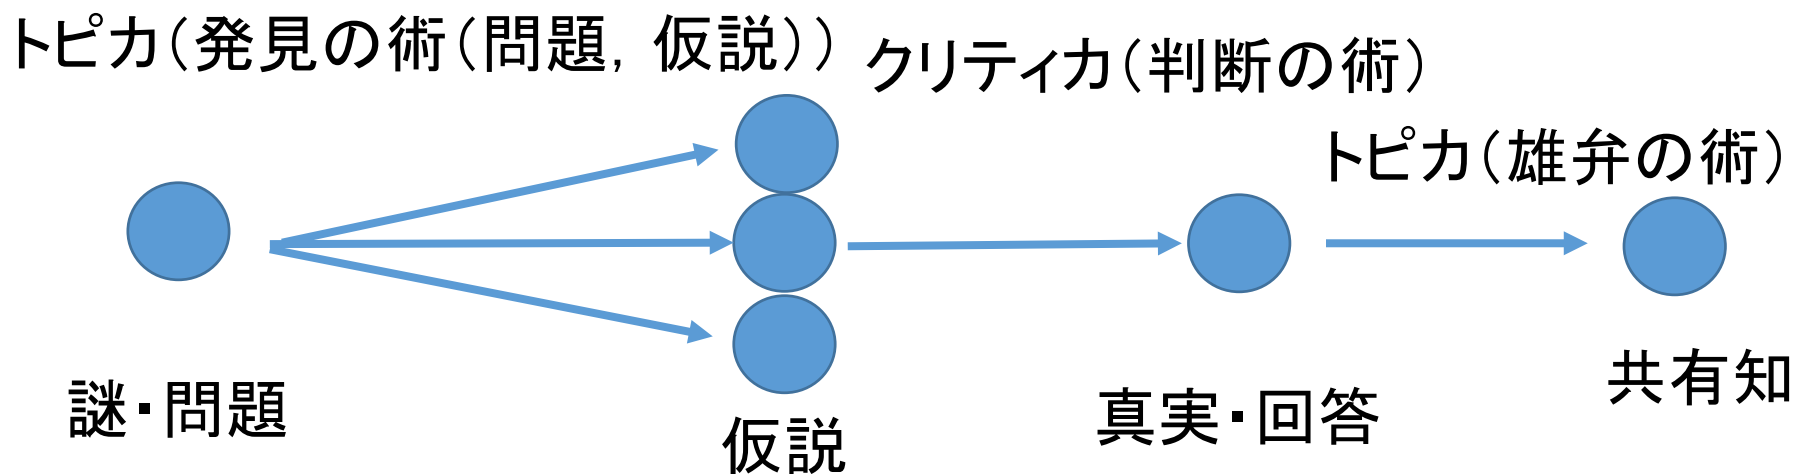 トピカ(発見の術(問題,仮説))
クリティカ(判断の術)
トピカ(雄弁の術)
謎・問題
仮説
真実・回答
共有知